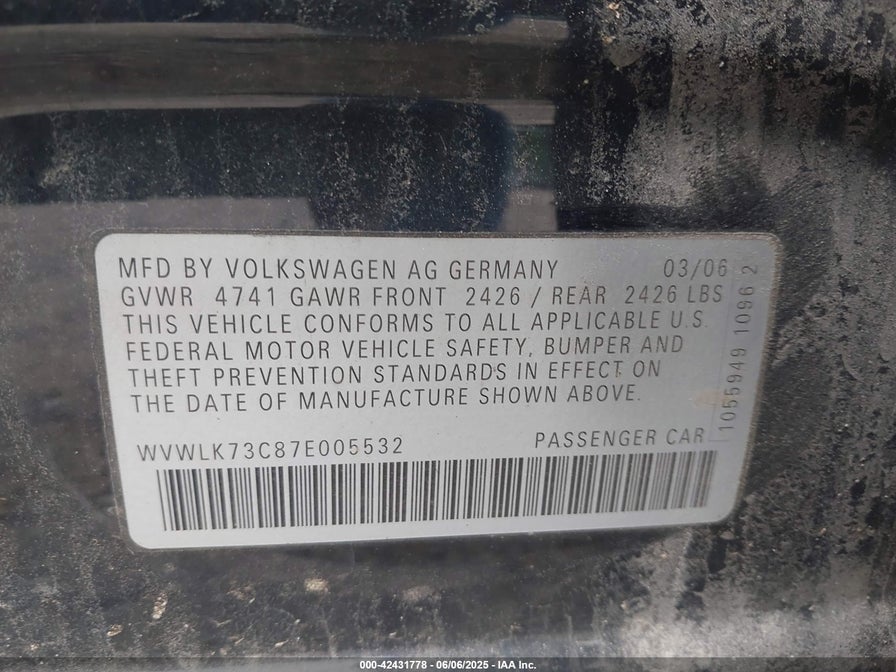 MFD BY VOLKSWAGEN AG GERMANY 03/06
GVWR 4741 GAWR FRONT 2426 / REAR 2426 LBS
THIS VEHICLE CONFORMS TO ALL APPLICABLE U.S.
FEDERAL MOTOR VEHICLE SAFETY, BUMPER AND
THEFT PREVENTION STANDARDS IN EFFECT ON
THE DATE OF MANUFACTURE SHOWN ABOVE.
WVWLK73C87E005532 PASSENGER CAR
1055949 10962
000-42431778 - 06/06/2025 - IAA Inc.